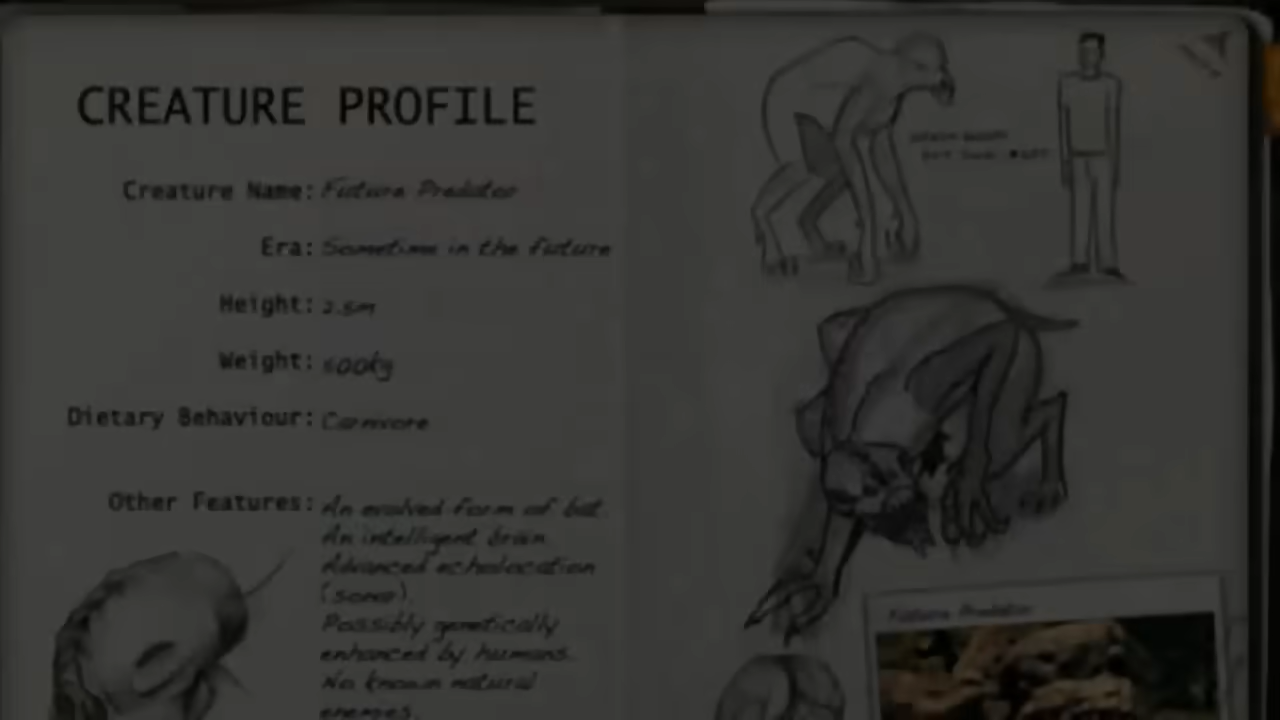 CREATURE PROFILE
Creature Name: Future Predator
Era: Sometime in the future
Height: 2.5m
Weight: 500kg
Dietary Behaviour: Carnivore
Other Features: An evolved form of bat.
An intelligent brain.
Advanced echolocation
(sonar).
Possibly genetically
enhanced by humans.
No known natural
enemies.
Future Predator